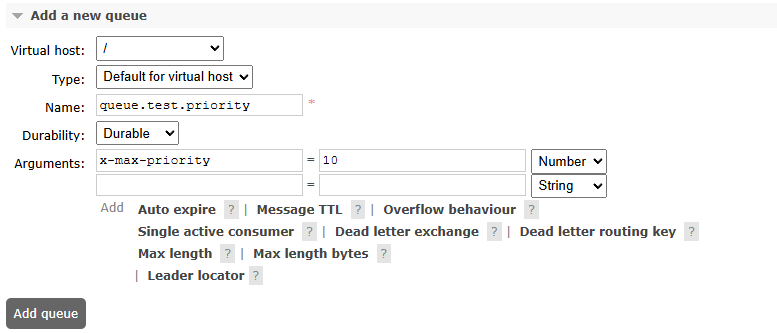 Add a new queue
Virtual host: /
Type: Default for virtual host
Name: queue.test.priority *
Durability: Durable
Arguments: x-max-priority = 10 Number
= String
Add Auto expire ? | Message TTL ? | Overflow behaviour ?
Single active consumer ? | Dead letter exchange ? | Dead letter routing key ?
Max length ? | Max length bytes ?
| Leader locator ?
Add queue